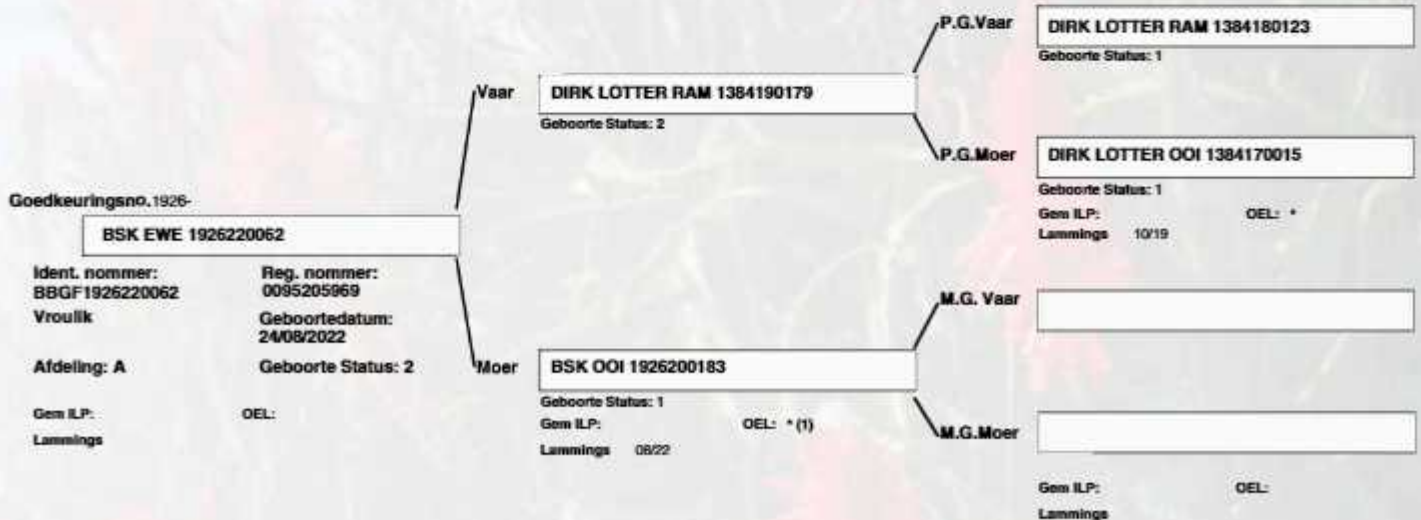 P.G.Vaar
DIRK LOTTER RAM 1384180123
Geboorte Status: 1
Vaar
DIRK LOTTER RAM 1384190179
Geboorte Status: 2
P.G.Moer
DIRK LOTTER OOI 1384170015
Geboorte Status: 1
Gem ILP: OEL: *
Lammings 10/19
Goedkeuringsno. 1926-
BSK EWE 1926220062
Ident. nommer: Reg. nommer:
BBGF1926220062 0095205969
Vroulik Geboortedatum:
24/08/2022
Afdeling: A Geboorte Status: 2
Gem ILP: OEL:
Lammings
Moer
BSK OOI 1926200183
Geboorte Status: 1
Gem ILP: OEL: * (1)
Lammings 08/22
M.G. Vaar
M.G.Moer
Gem ILP: OEL:
Lammings